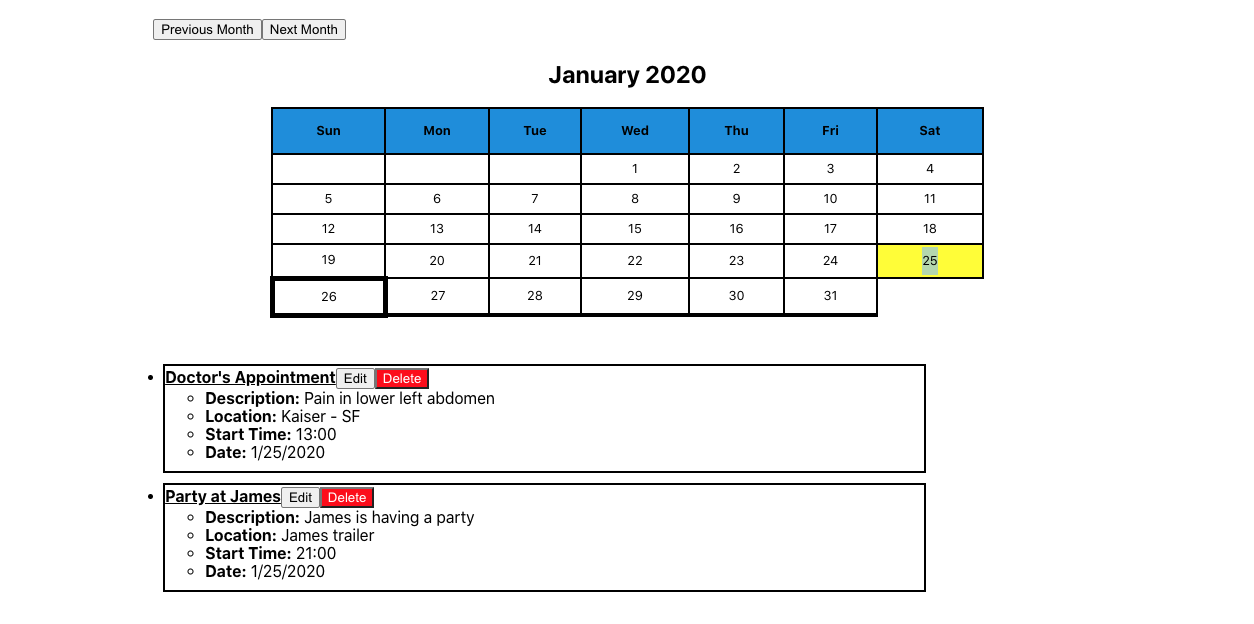 Previous Month Next Month
January 2020
Sun Mon Tue Wed Thu Fri Sat
1 2 3 4
5 6 7 8 9 10 11
12 13 14 15 16 17 18
19 20 21 22 23 24 25
26 27 28 29 30 31
Doctor's Appointment Edit Delete
Description: Pain in lower left abdomen
Location: Kaiser - SF
Start Time: 13:00
Date: 1/25/2020
Party at James Edit Delete
Description: James is having a party
Location: James trailer
Start Time: 21:00
Date: 1/25/2020